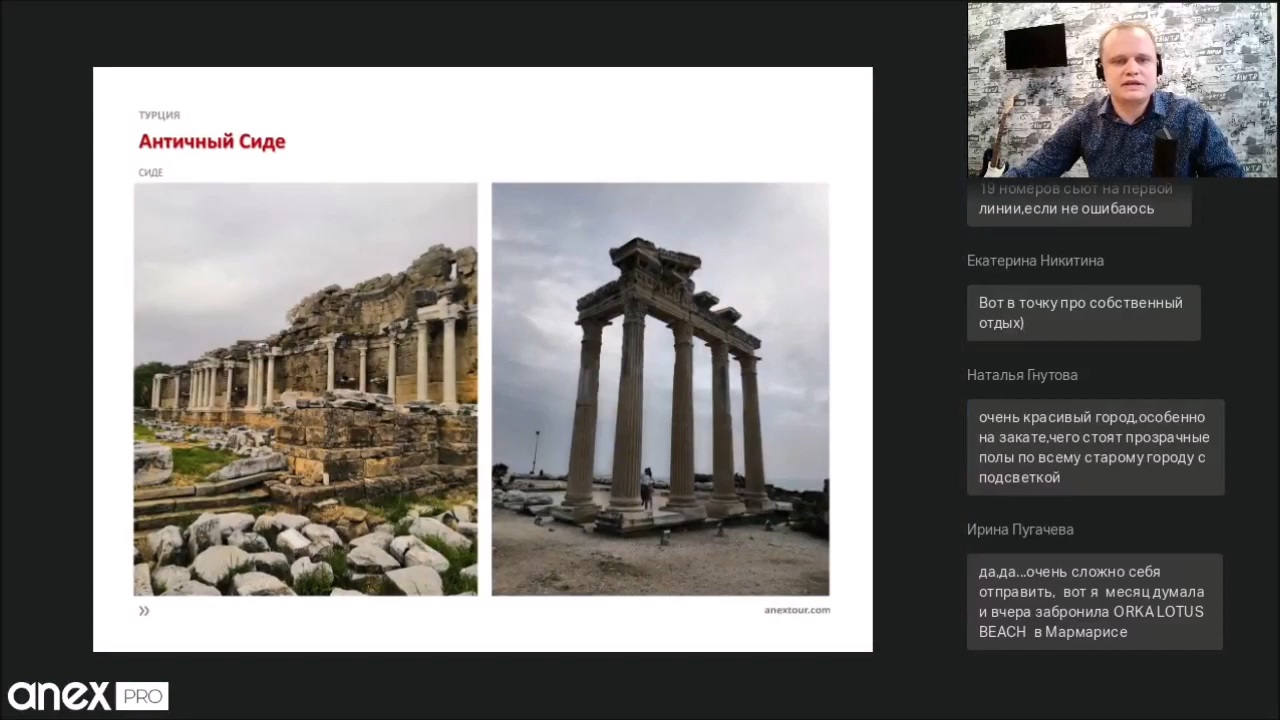 ТУРЦИЯ
Античный Сиде
СИДЕ
anextour.com
anex PRO
19 номеров сьют на первой
линии,если не ошибаюсь
Екатерина Никитина
Вот в точку про собственный
отдых)
Наталья Гнутова
очень красивый город,особенно
на закате,чего стоят прозрачные
полы по всему старому городу с
подсветкой
Ирина Пугачева
да,да...очень сложно себя
отправить, вот я месяц думала
и вчера забронила ORKA LOTUS
BEACH в Мармарисе